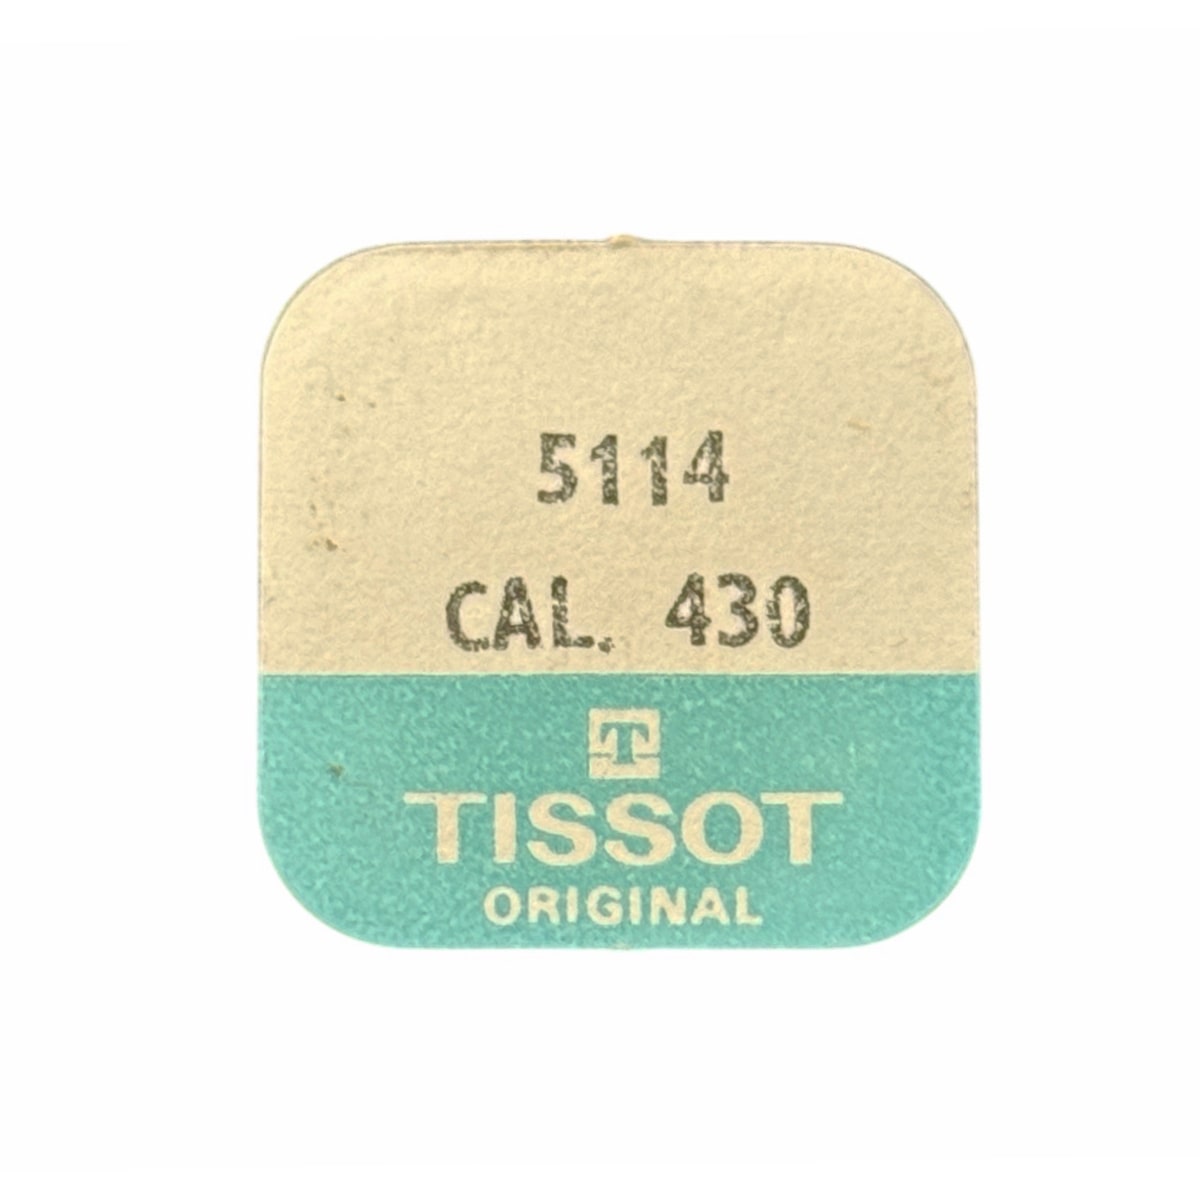 5114
CAL. 430
T
TISSOT
ORIGINAL